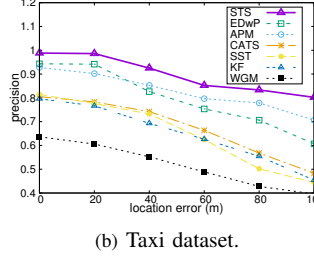 1.2
1.1
1
0.9
0.8
0.7
0.6
0.5
0.4
precision
STS
EDwP
APM
CATS
SST
KF
WGM
0 20 40 60 80 100
location error (m)
(b) Taxi dataset.